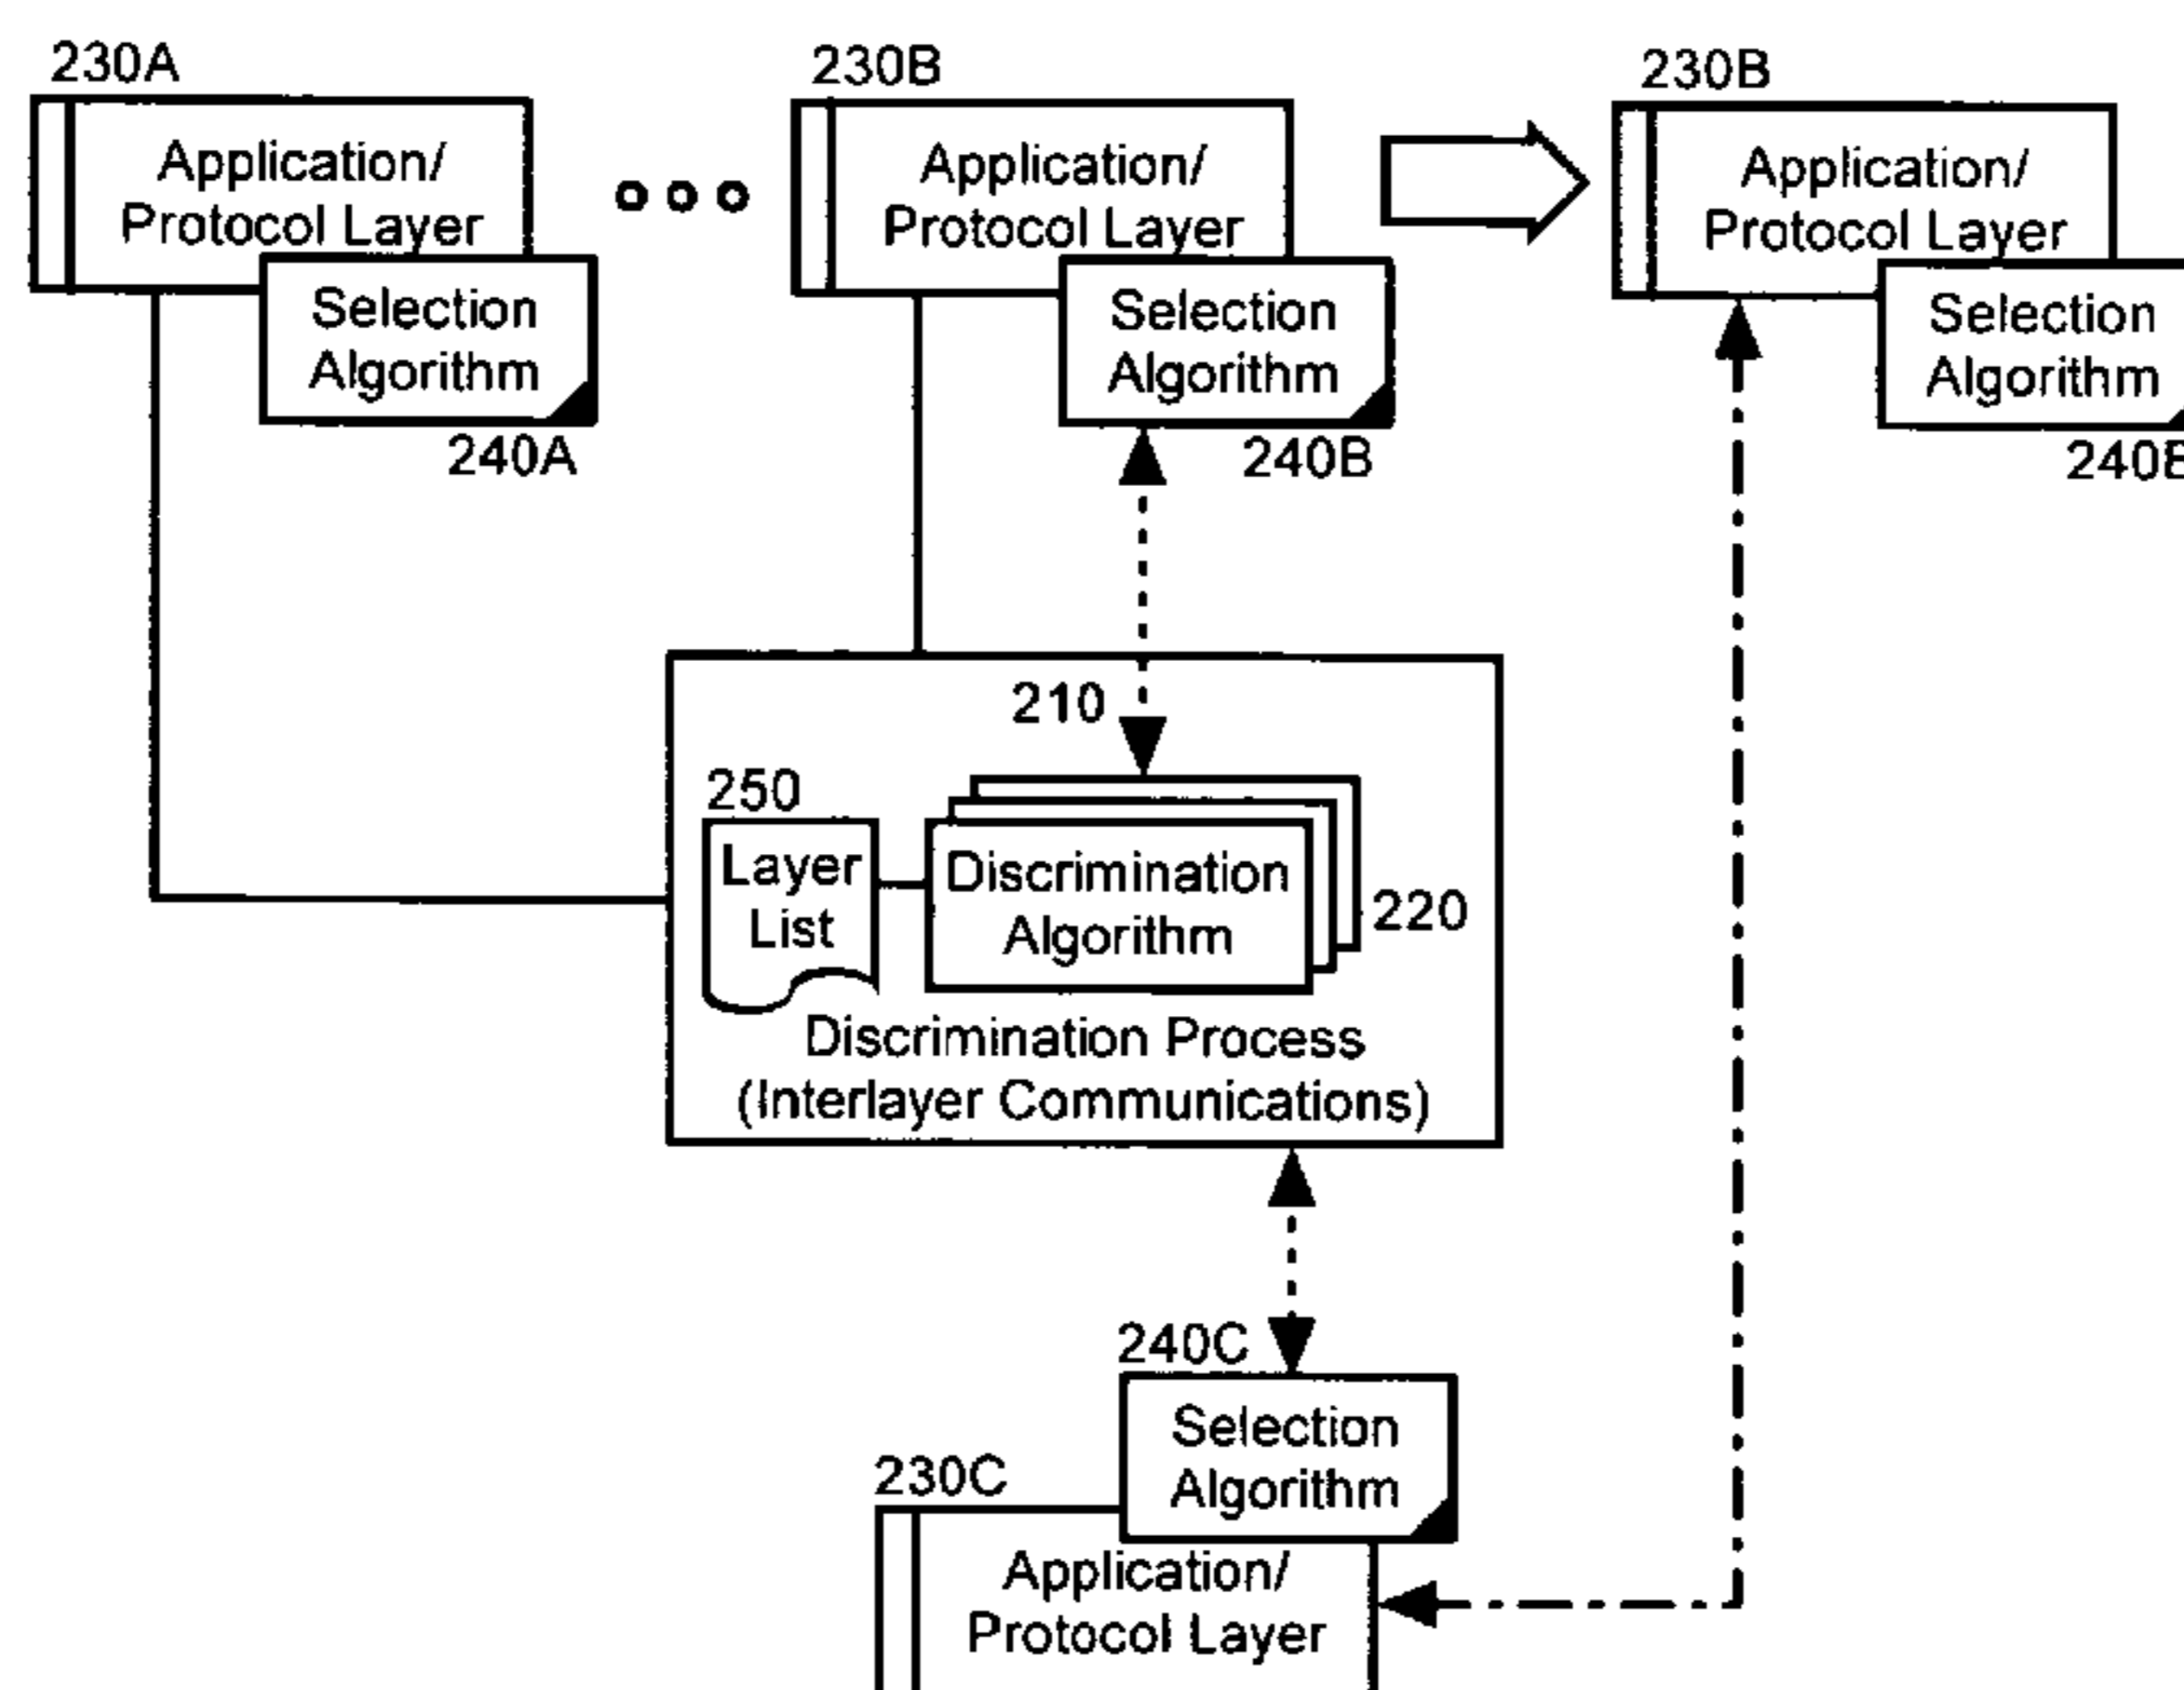 230A
Application/
Protocol Layer
Selection
Algorithm
240A
230B
Application/
Protocol Layer
Selection
Algorithm
240B
230B
Application/
Protocol Layer
Selection
Algorithm
240B
210
250
Layer
List
Discrimination
Algorithm
220
Discrimination Process
(Interlayer Communications)
240C
Selection
Algorithm
230C
Application/
Protocol Layer